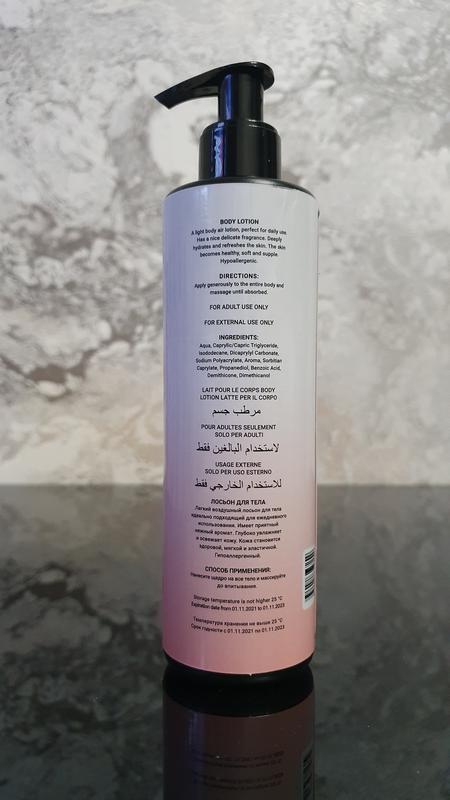 BODY LOTION
A light body air lotion, perfect for daily use.
Has a nice delicate fragrance. Deeply
hydrates and refreshes the skin. The skin
becomes healthy, soft and supple.
Hypoallergenic.
DIRECTIONS:
Apply generously to the entire body and
massage until absorbed.
FOR ADULT USE ONLY
FOR EXTERNAL USE ONLY
INGREDIENTS:
Aqua, Caprylic/Capric Triglyceride,
Isododecane, Dicaprylyl Carbonate,
Sodium Polyacrylate, Aroma, Sorbitan
Caprylate, Propanediol, Benzoic Acid,
Demithicone, Dimethicanol
LAIT POUR LE CORPS BODY
LOTION LATTE PER IL CORPO
مرطب جسم
POUR ADULTES SEULEMENT
SOLO PER ADULTI
لاستخدام البالغين فقط
USAGE EXTERNE
SOLO PER USO ESTERNO
للاستخدام الخارجي فقط
ЛОСЬОН ДЛЯ ТЕЛА
Легкий воздушный лосьон для тела
идеально подходящий для ежедневного
использования. Имеет приятный
нежный аромат. Глубоко увлажняет
и освежает кожу. Кожа становится
здоровой, мягкой и эластичной.
Гипоаллергенный.
СПОСОБ ПРИМЕНЕНИЯ:
Нанесите щедро на все тело и массируйте
до впитывания.
Storage temperature is not higher 25 °C
Expiration date from 01.11.2021 to 01.11.2023
Температура хранения не выше 25 °C
Срок годности с 01.11.2021 по 01.11.2023